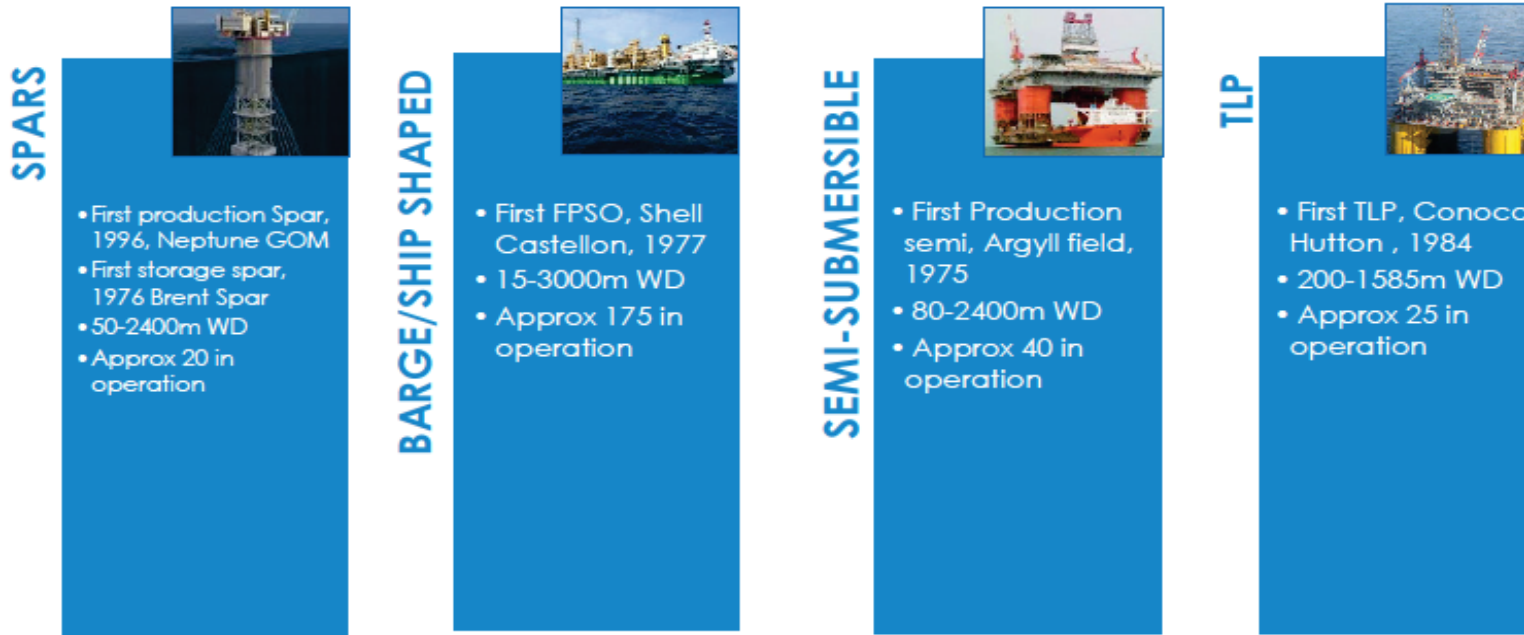 SPARS
• First production Spar,
1996, Neptune GOM
• First storage spar,
1976 Brent Spar
• 50-2400m WD
• Approx 20 in
operation
BARGE/SHIP SHAPED
• First FPSO, Shell
Castellon, 1977
• 15-3000m WD
• Approx 175 in
operation
SEMI-SUBMERSIBLE
• First Production
semi, Argyll field,
1975
• 80-2400m WD
• Approx 40 in
operation
TLP
• First TLP, Conoco
Hutton , 1984
• 200-1585m WD
• Approx 25 in
operation